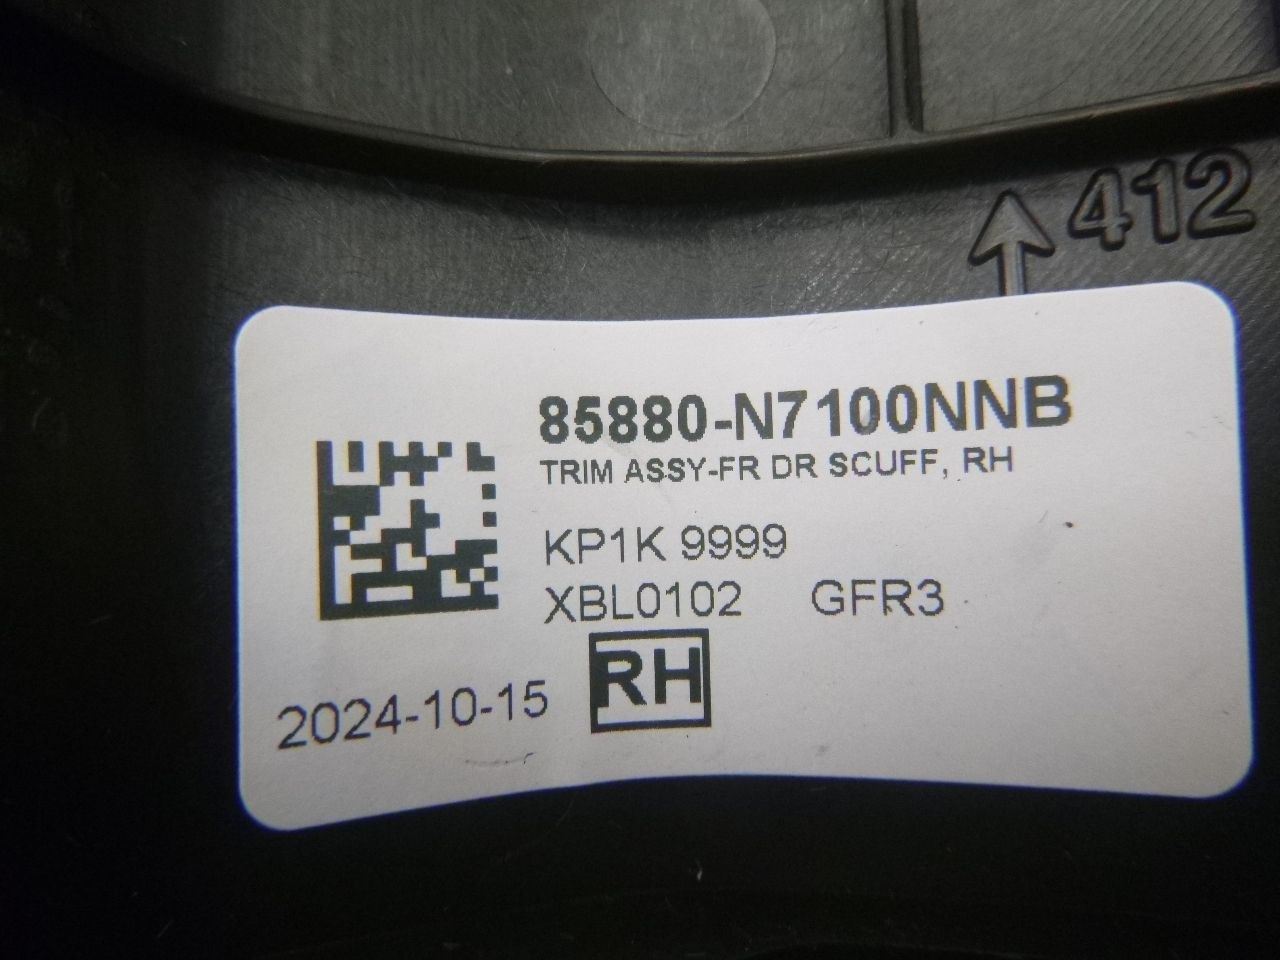 412
85880-N7100NNB
TRIM ASSY-FR DR SCUFF, RH
KP1K 9999
XBL0102 GFR3
RH
2024-10-15